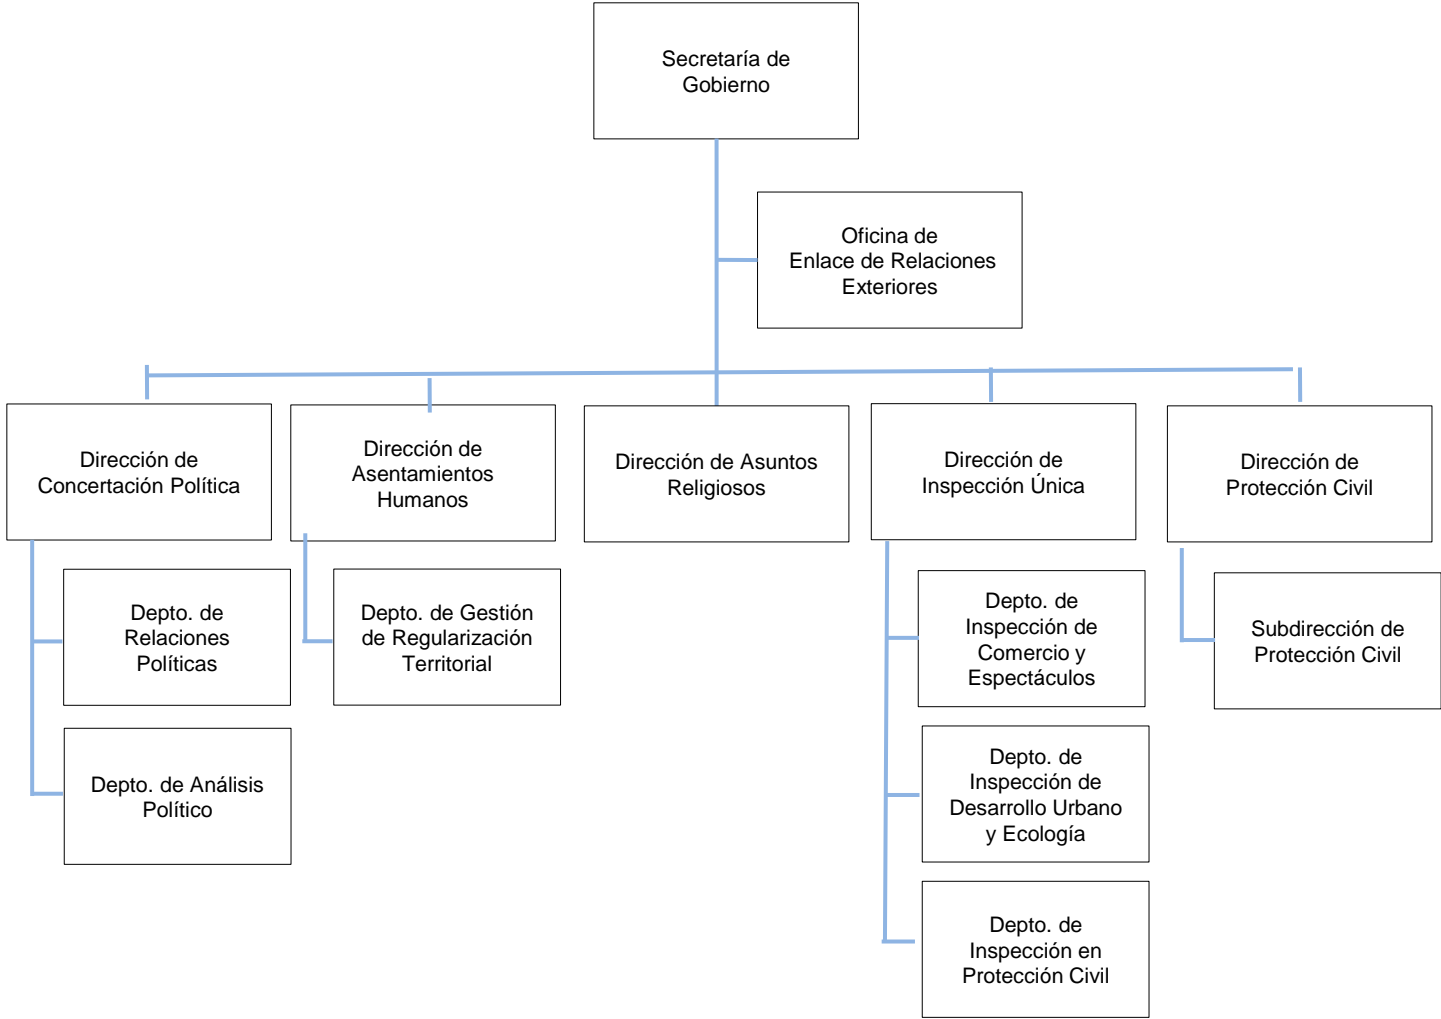 Secretaría de
Gobierno
Oficina de
Enlace de Relaciones
Exteriores
Dirección de
Concertación Política
Dirección de
Asentamientos
Humanos
Dirección de Asuntos
Religiosos
Dirección de
Inspección Única
Dirección de
Protección Civil
Depto. de
Relaciones
Políticas
Depto. de Gestión
de Regularización
Territorial
Depto. de
Inspección de
Comercio y
Espectáculos
Subdirección de
Protección Civil
Depto. de Análisis
Político
Depto. de
Inspección de
Desarrollo Urbano
y Ecología
Depto. de
Inspección en
Protección Civil